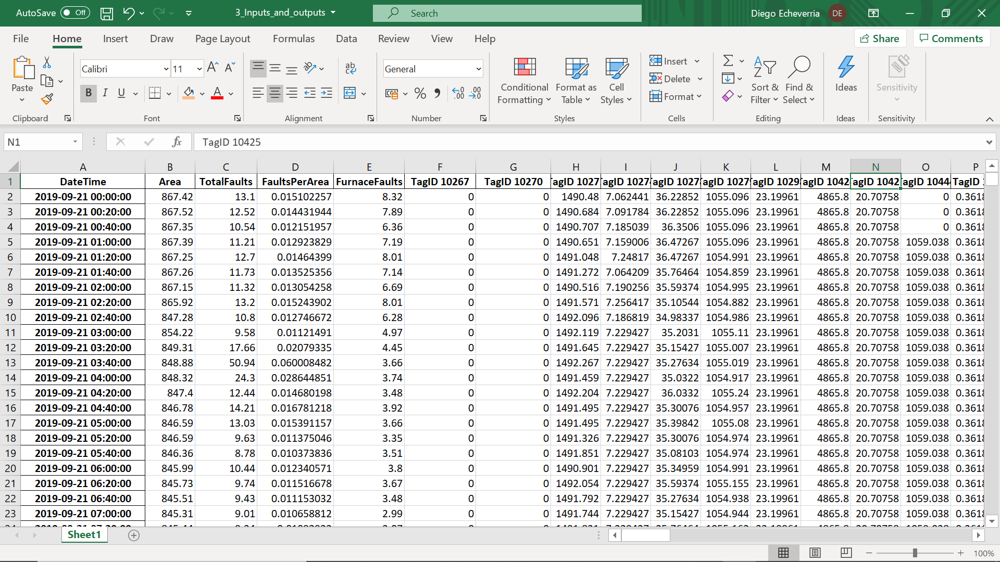 AutoSave Off 3_Inputs_and_outputs Search Diego Echeverria DE
File Home Insert Draw Page Layout Formulas Data Review View Help Share Comments
Calibri 11 General Insert
Paste Conditional Formatting Format as Table Cell Styles Delete Sort & Filter Find & Select Ideas Sensitivity
B I U Format
Clipboard Font Alignment Number Styles Cells Editing Ideas Sensitivity
N1 fx TagID 10425
A B C D E F G H I J K L M N O P
1 DateTime Area TotalFaults FaultsPerArea FurnaceFaults TagID 10267 TagID 10270 TagID
2 2019-09-21 00:00:00 867.42 13.1 0.015102257 8.32 0 0 1490.48 7.062441 36.22852 1055.096 23.19961 4865.8 20.70758 0 0.361
3 2019-09-21 00:20:00 867.52 12.52 0.014431944 7.89 0 0 1490.684 7.091784 36.22852 1055.096 23.19961 4865.8 20.70758 0 0.361
4 2019-09-21 00:40:00 867.35 10.54 0.012151957 6.36 0 0 1490.707 7.185039 36.3506 1055.096 23.19961 4865.8 20.70758 0 0.361
5 2019-09-21 01:00:00 867.39 11.21 0.012923829 7.19 0 0 1490.651 7.159006 36.47267 1055.096 23.19961 4865.8 20.70758 1059.038 0.361
6 2019-09-21 01:20:00 867.25 12.7 0.01464399 8.01 0 0 1491.048 7.24817 36.47267 1054.991 23.19961 4865.8 20.70758 1059.038 0.361
7 2019-09-21 01:40:00 867.26 11.73 0.013525356 7.14 0 0 1491.272 7.064209 35.76464 1054.859 23.19961 4865.8 20.70758 1059.038 0.361
8 2019-09-21 02:00:00 867.15 11.32 0.013054258 6.69 0 0 1490.516 7.190256 35.59374 1054.995 23.19961 4865.8 20.70758 1059.038 0.361
9 2019-09-21 02:20:00 865.92 13.2 0.015243902 8.01 0 0 1491.571 7.256417 35.10544 1054.882 23.19961 4865.8 20.70758 1059.038 0.361
10 2019-09-21 02:40:00 847.28 10.8 0.012746672 6.28 0 0 1492.096 7.186819 34.98337 1054.986 23.19961 4865.8 20.70758 1059.038 0.361
11 2019-09-21 03:00:00 854.22 9.58 0.01121491 4.97 0 0 1492.119 7.229427 35.2031 1055.11 23.19961 4865.8 20.70758 1059.038 0.361
12 2019-09-21 03:20:00 849.31 17.66 0.02079335 4.45 0 0 1491.645 7.229427 35.15427 1055.007 23.19961 4865.8 20.70758 1059.038 0.361
13 2019-09-21 03:40:00 848.88 50.94 0.060008482 3.66 0 0 1492.267 7.229427 35.27634 1055.019 23.19961 4865.8 20.70758 1059.038 0.361
14 2019-09-21 04:00:00 848.32 24.3 0.028644851 3.74 0 0 1491.459 7.229427 35.0322 1054.917 23.19961 4865.8 20.70758 1059.038 0.361
15 2019-09-21 04:20:00 847.4 12.44 0.014680198 3.48 0 0 1492.204 7.229427 36.0332 1055.24 23.19961 4865.8 20.70758 1059.038 0.361
16 2019-09-21 04:40:00 846.78 14.21 0.016781218 3.92 0 0 1491.495 7.229427 35.30076 1054.957 23.19961 4865.8 20.70758 1059.038 0.361
17 2019-09-21 05:00:00 846.59 13.03 0.015391157 3.66 0 0 1491.495 7.229427 35.39842 1055.08 23.19961 4865.8 20.70758 1059.038 0.361
18 2019-09-21 05:20:00 846.59 9.63 0.011375046 3.35 0 0 1491.326 7.229427 35.30076 1054.974 23.19961 4865.8 20.70758 1059.038 0.361
19 2019-09-21 05:40:00 846.36 8.78 0.010373836 3.51 0 0 1491.851 7.229427 35.08103 1054.974 23.19961 4865.8 20.70758 1059.038 0.361
20 2019-09-21 06:00:00 845.99 10.44 0.012340571 3.8 0 0 1490.901 7.229427 35.34959 1054.991 23.19961 4865.8 20.70758 1059.038 0.361
21 2019-09-21 06:20:00 845.73 9.74 0.011516678 3.67 0 0 1492.054 7.229427 35.59374 1055.155 23.19961 4865.8 20.70758 1059.038 0.361
22 2019-09-21 06:40:00 845.51 9.43 0.011153032 3.48 0 0 1491.792 7.229427 35.27634 1054.938 23.19961 4865.8 20.70758 1059.038 0.361
23 2019-09-21 07:00:00 845.31 9.01 0.010658812 2.99 0 0 1491.744 7.229427 35.15427 1054.944 23.19961 4865.8 20.70758 1059.038 0.361
Sheet1
100%